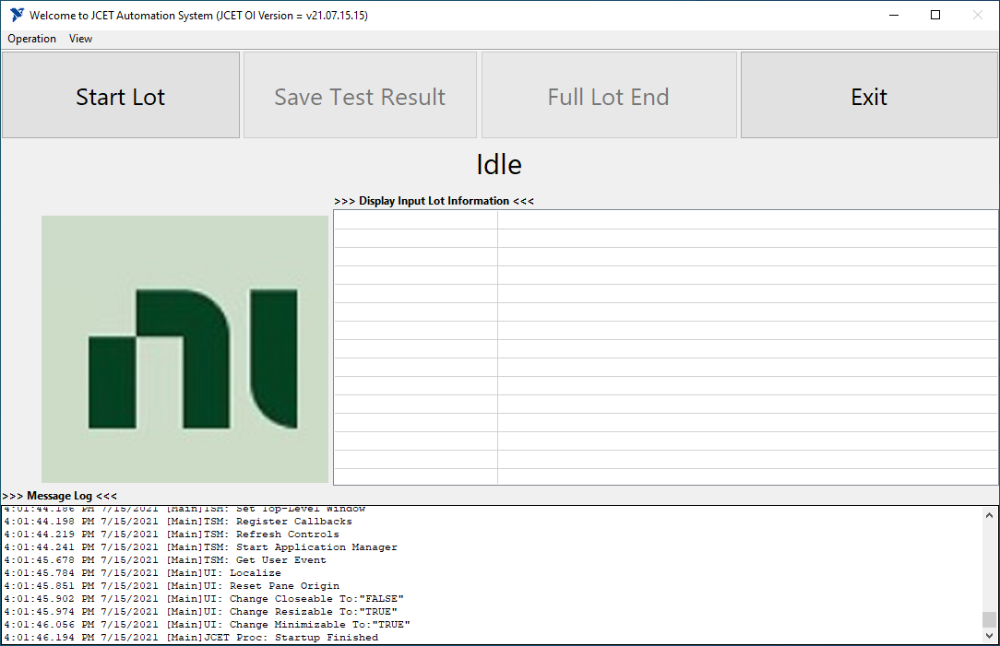 Welcome to JCET Automation System (JCET OI Version = v21.07.15.15)
Operation View
Start Lot Save Test Result Full Lot End Exit
Idle
>>> Display Input Lot Information <<<
ni
>>> Message Log <<<
4:01:44.186 PM 7/15/2021 [Main]TSM: Set Top-Level Window
4:01:44.198 PM 7/15/2021 [Main]TSM: Register Callbacks
4:01:44.219 PM 7/15/2021 [Main]TSM: Refresh Controls
4:01:44.241 PM 7/15/2021 [Main]TSM: Start Application Manager
4:01:45.678 PM 7/15/2021 [Main]TSM: Get User Event
4:01:45.784 PM 7/15/2021 [Main]UI: Localize
4:01:45.851 PM 7/15/2021 [Main]UI: Reset Pane Origin
4:01:45.902 PM 7/15/2021 [Main]UI: Change Closeable To:"FALSE"
4:01:45.974 PM 7/15/2021 [Main]UI: Change Resizable To:"TRUE"
4:01:46.056 PM 7/15/2021 [Main]UI: Change Minimizable To:"TRUE"
4:01:46.194 PM 7/15/2021 [Main]JCET Proc: Startup Finished